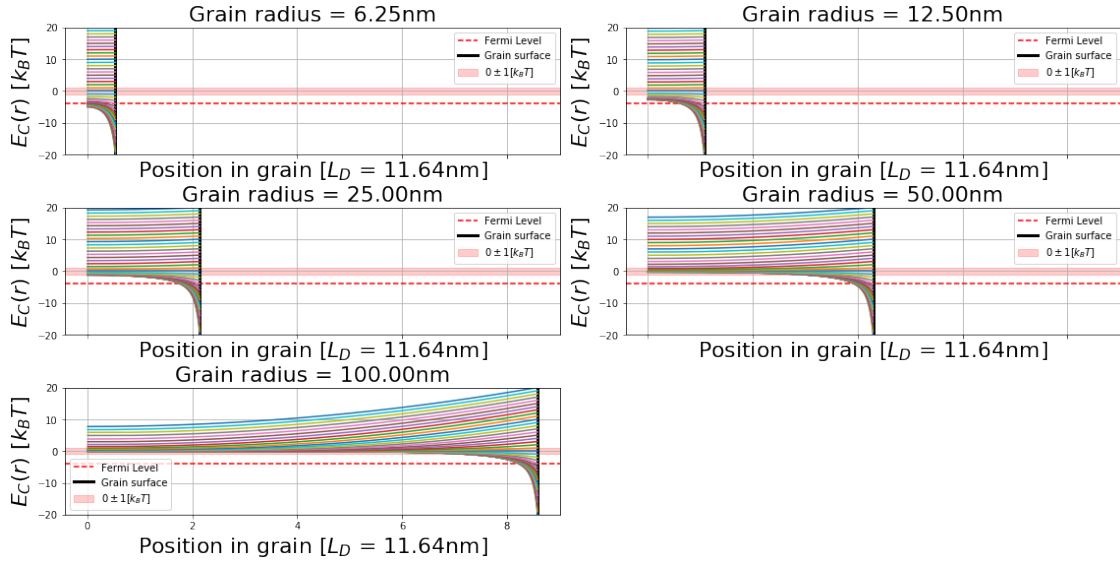 Grain radius = 6.25nm
E_C(r) [k_BT]
20
10
0
−10
−20
Fermi Level
Grain surface
0 ± 1[k_BT]
Position in grain [L_D = 11.64nm]
Grain radius = 12.50nm
E_C(r) [k_BT]
20
10
0
−10
−20
Fermi Level
Grain surface
0 ± 1[k_BT]
Position in grain [L_D = 11.64nm]
Grain radius = 25.00nm
E_C(r) [k_BT]
20
10
0
−10
−20
Fermi Level
Grain surface
0 ± 1[k_BT]
Position in grain [L_D = 11.64nm]
Grain radius = 50.00nm
E_C(r) [k_BT]
20
10
0
−10
−20
Fermi Level
Grain surface
0 ± 1[k_BT]
Position in grain [L_D = 11.64nm]
Grain radius = 100.00nm
E_C(r) [k_BT]
20
10
0
−10
−20
Fermi Level
Grain surface
0 ± 1[k_BT]
0 2 4 6 8
Position in grain [L_D = 11.64nm]